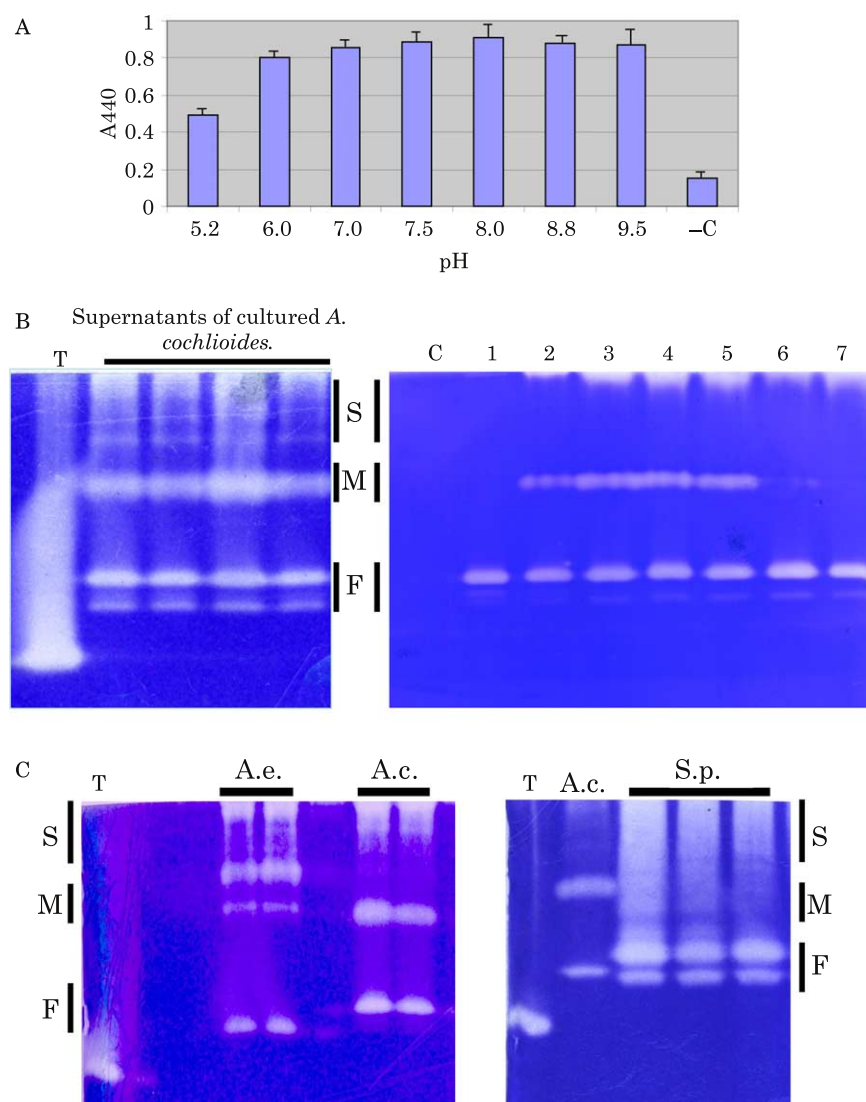 A
1
0.8
0.6
0.4
0.2
0
A440
5.2 6.0 7.0 7.5 8.0 8.8 9.5 –C
pH
B
Supernatants of cultured A.
cochlioides.
T
C 1 2 3 4 5 6 7
S
M
F
C
T A.e. A.c.
S
M
F
T A.c. S.p.
S
M
F